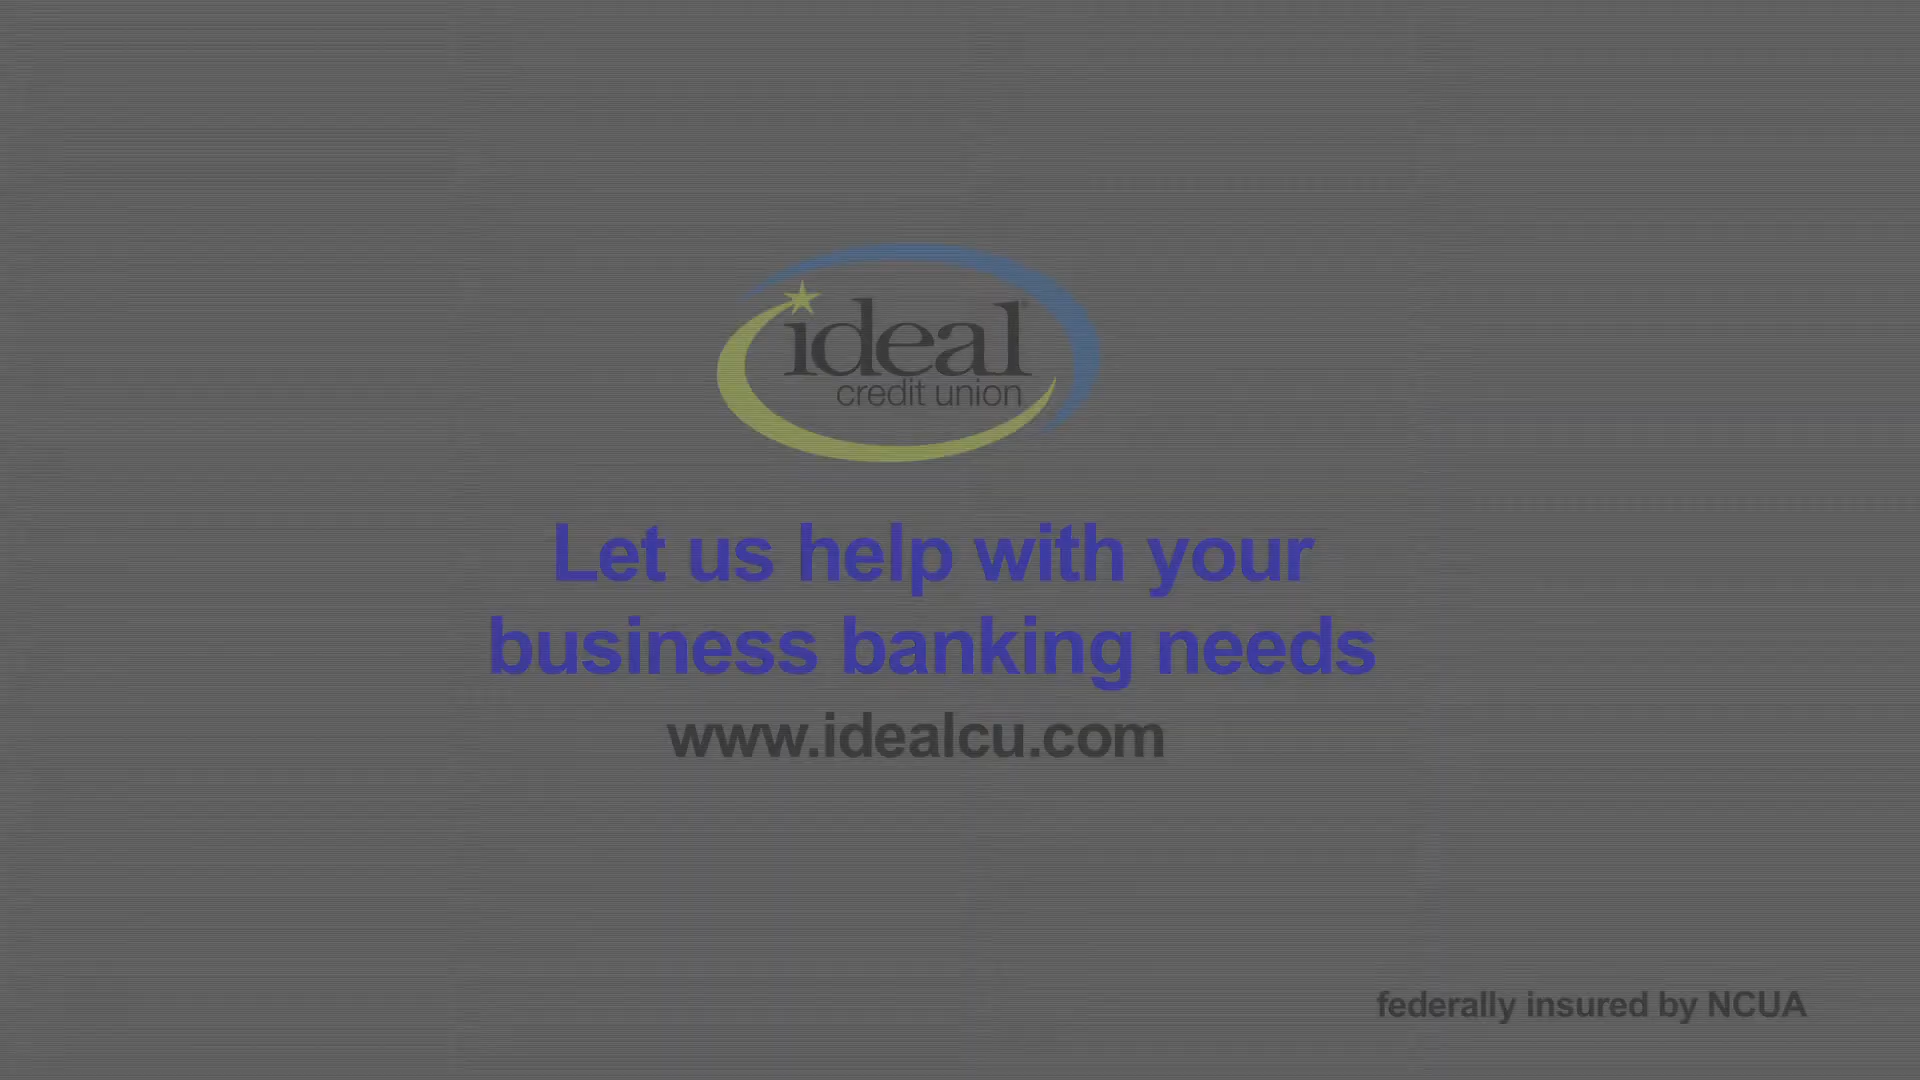 ideal
credit union
Let us help with your
business banking needs
www.idealcu.com
federally insured by NCUA